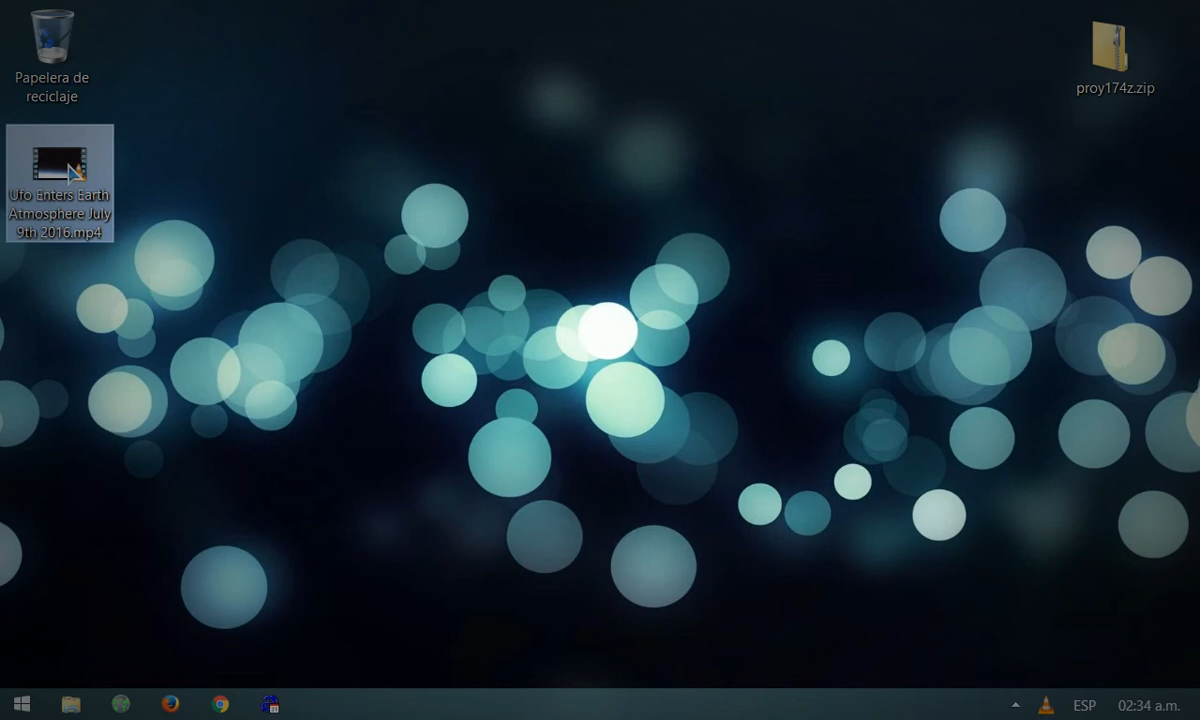 Papelera de
reciclaje
proy174z.zip
Ufo Enters Earth
Atmosphere July
9th 2016.mp4
ESP
02:34 a.m.